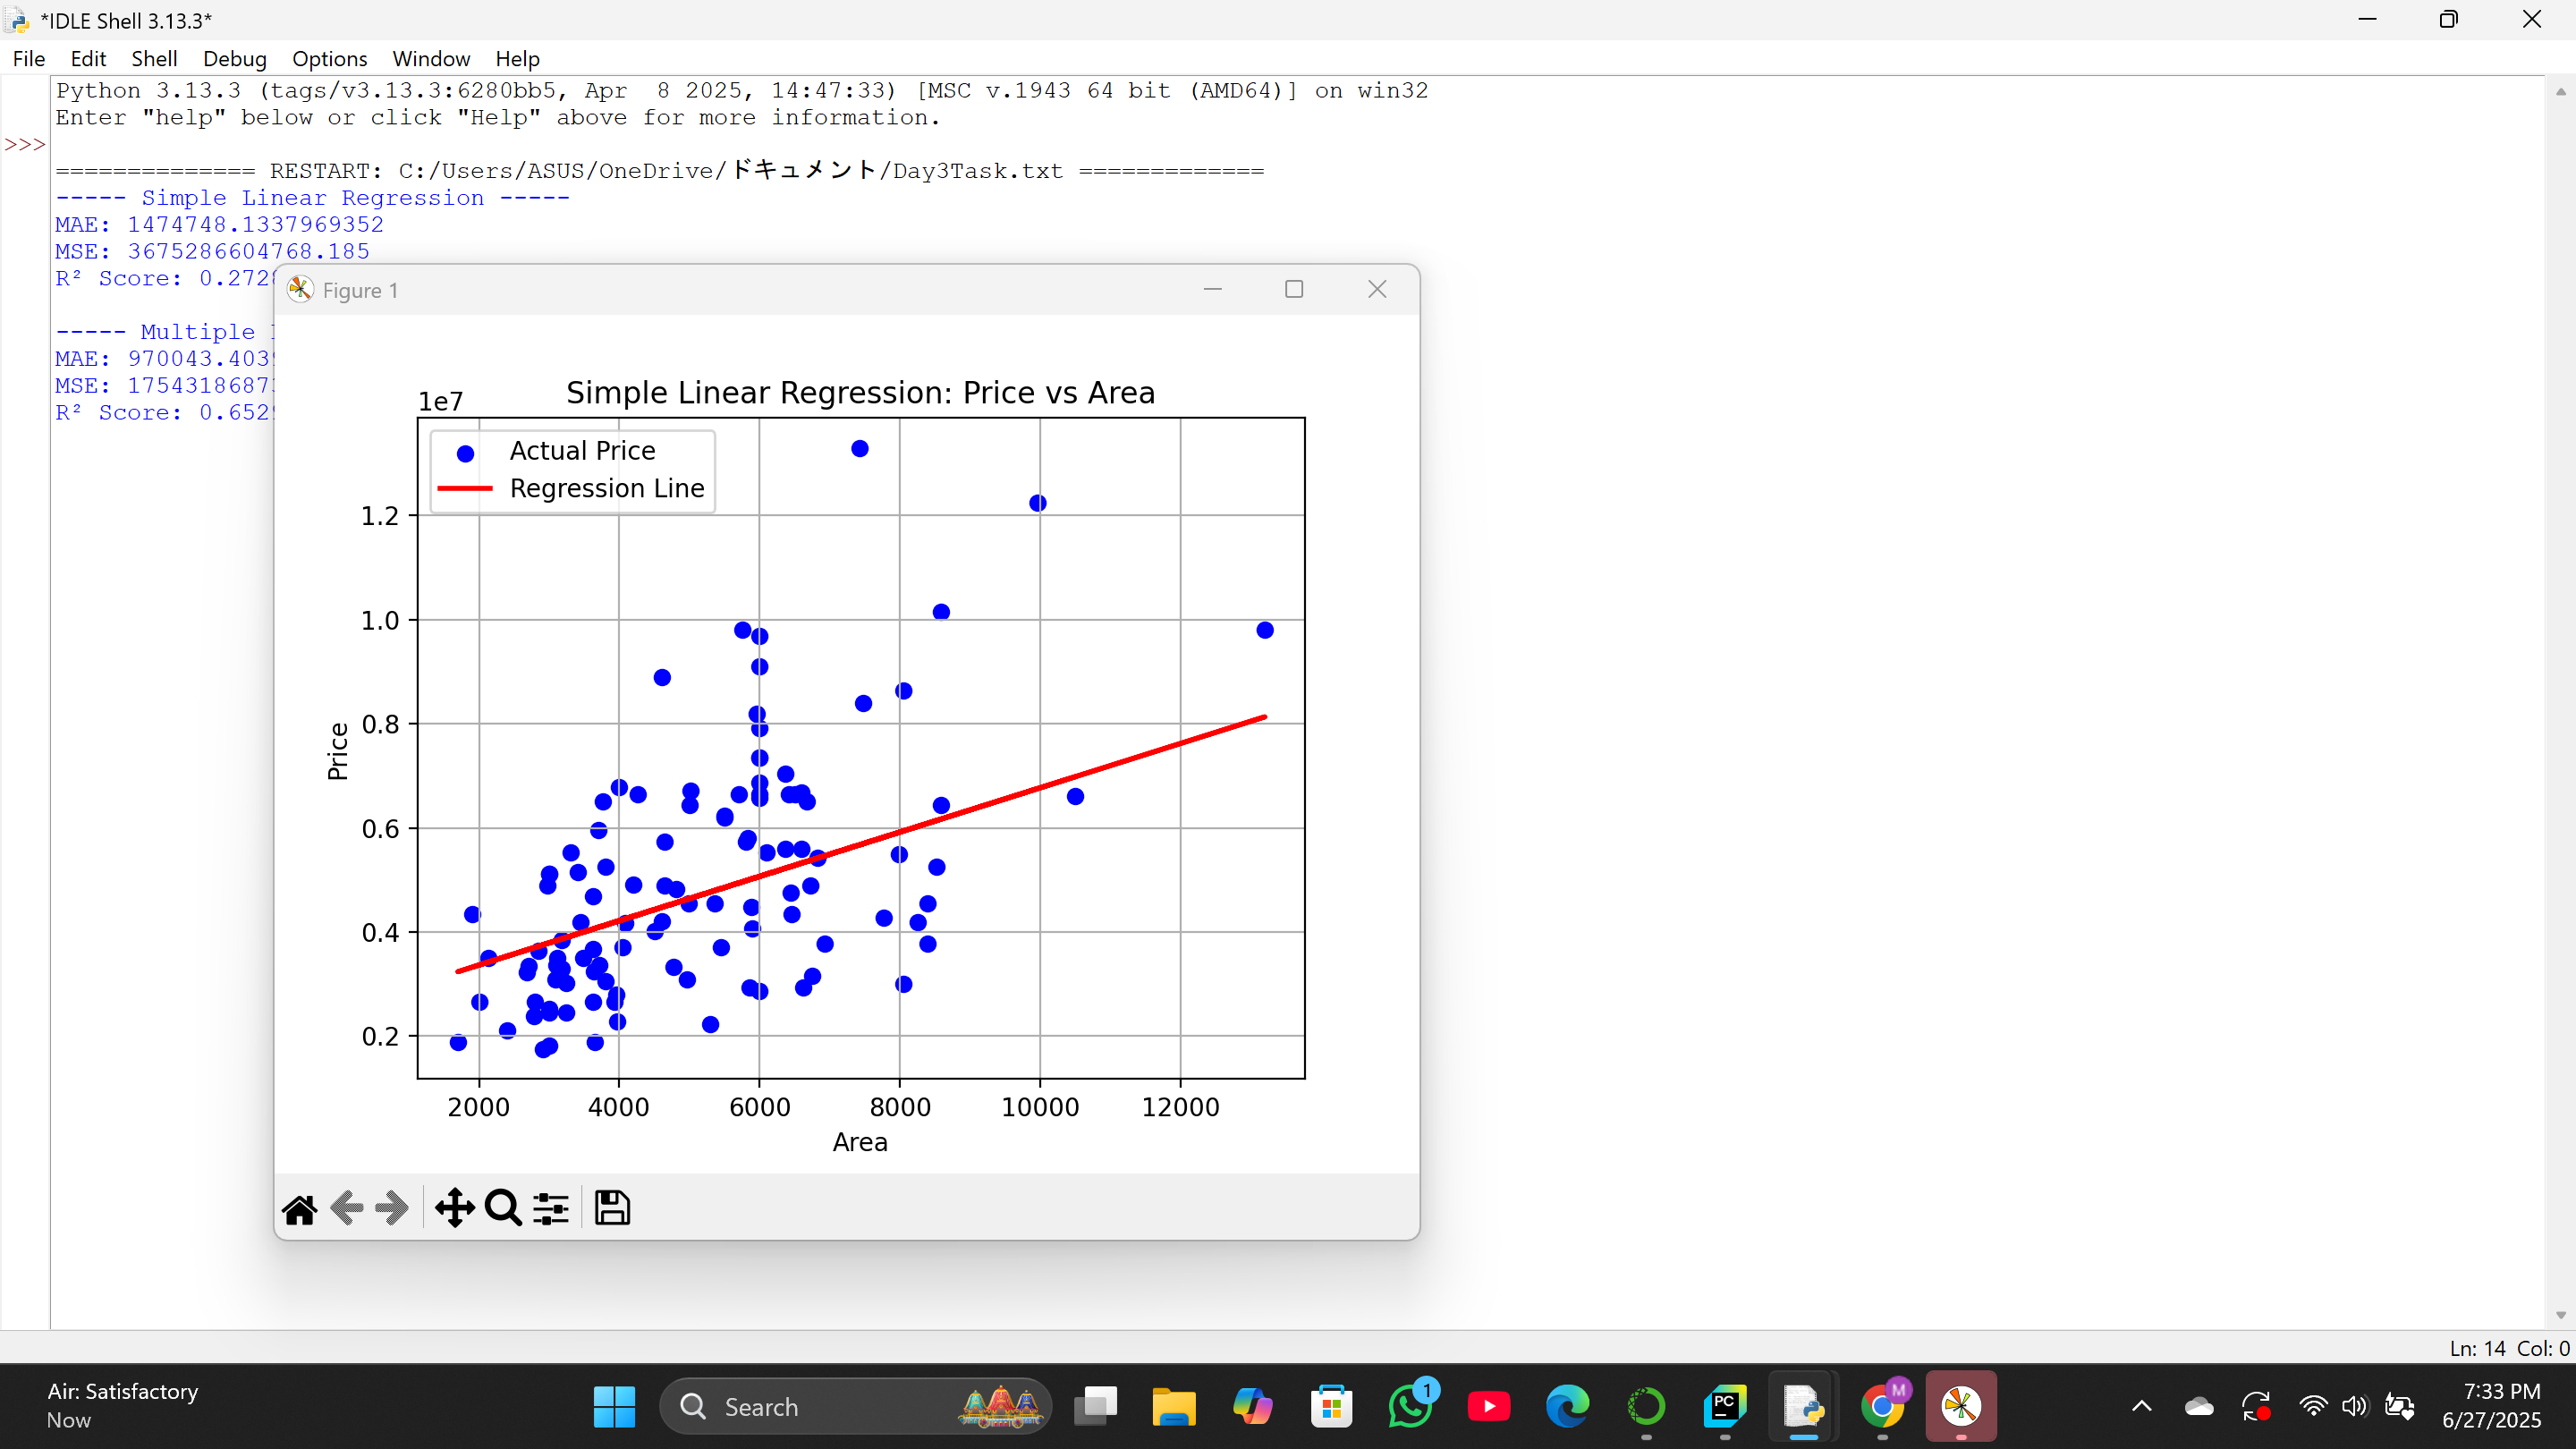 *IDLE Shell 3.13.3*
File Edit Shell Debug Options Window Help
Python 3.13.3 (tags/v3.13.3:6280bb5, Apr  8 2025, 14:47:33) [MSC v.1943 64 bit (AMD64)] on win32
Enter "help" below or click "Help" above for more information.
>>>
============== RESTART: C:/Users/ASUS/OneDrive/ドキュメント/Day3Task.txt =============
----- Simple Linear Regression -----
MAE: 1474748.1337969352
MSE: 3675286604768.185
R² Score: 0.272
----- Multiple
MAE: 970043.403
MSE: 1754318687
R² Score: 0.652
Figure 1
Simple Linear Regression: Price vs Area
1e7
Actual Price
Regression Line
1.2
1.0
0.8
0.6
0.4
0.2
Price
2000 4000 6000 8000 10000 12000
Area
Ln: 14 Col: 0
Air: Satisfactory
Now
Search
1
PC
M
7:33 PM
6/27/2025